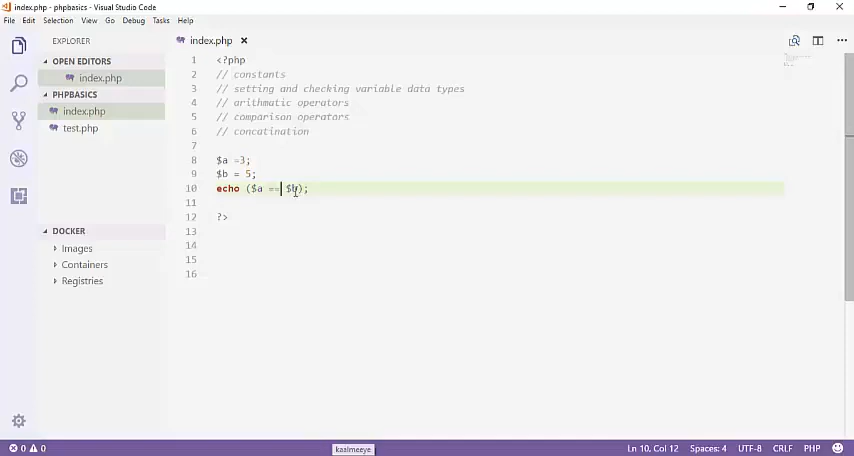 index.php - phpbasics - Visual Studio Code
File Edit Selection View Go Debug Tasks Help
EXPLORER
OPEN EDITORS
index.php
PHPBASICS
index.php
test.php
DOCKER
Images
Containers
Registries
index.php
1 <?php
2 // constants
3 // setting and checking variable data types
4 // arithmatic operators
5 // comparison operators
6 // concatination
7
8 $a =3;
9 $b = 5;
10 echo ($a == $b);
11
12 ?>
13
14
15
16
0 0
kaalmeeye
Ln 10, Col 12 Spaces: 4 UTF-8 CRLF PHP